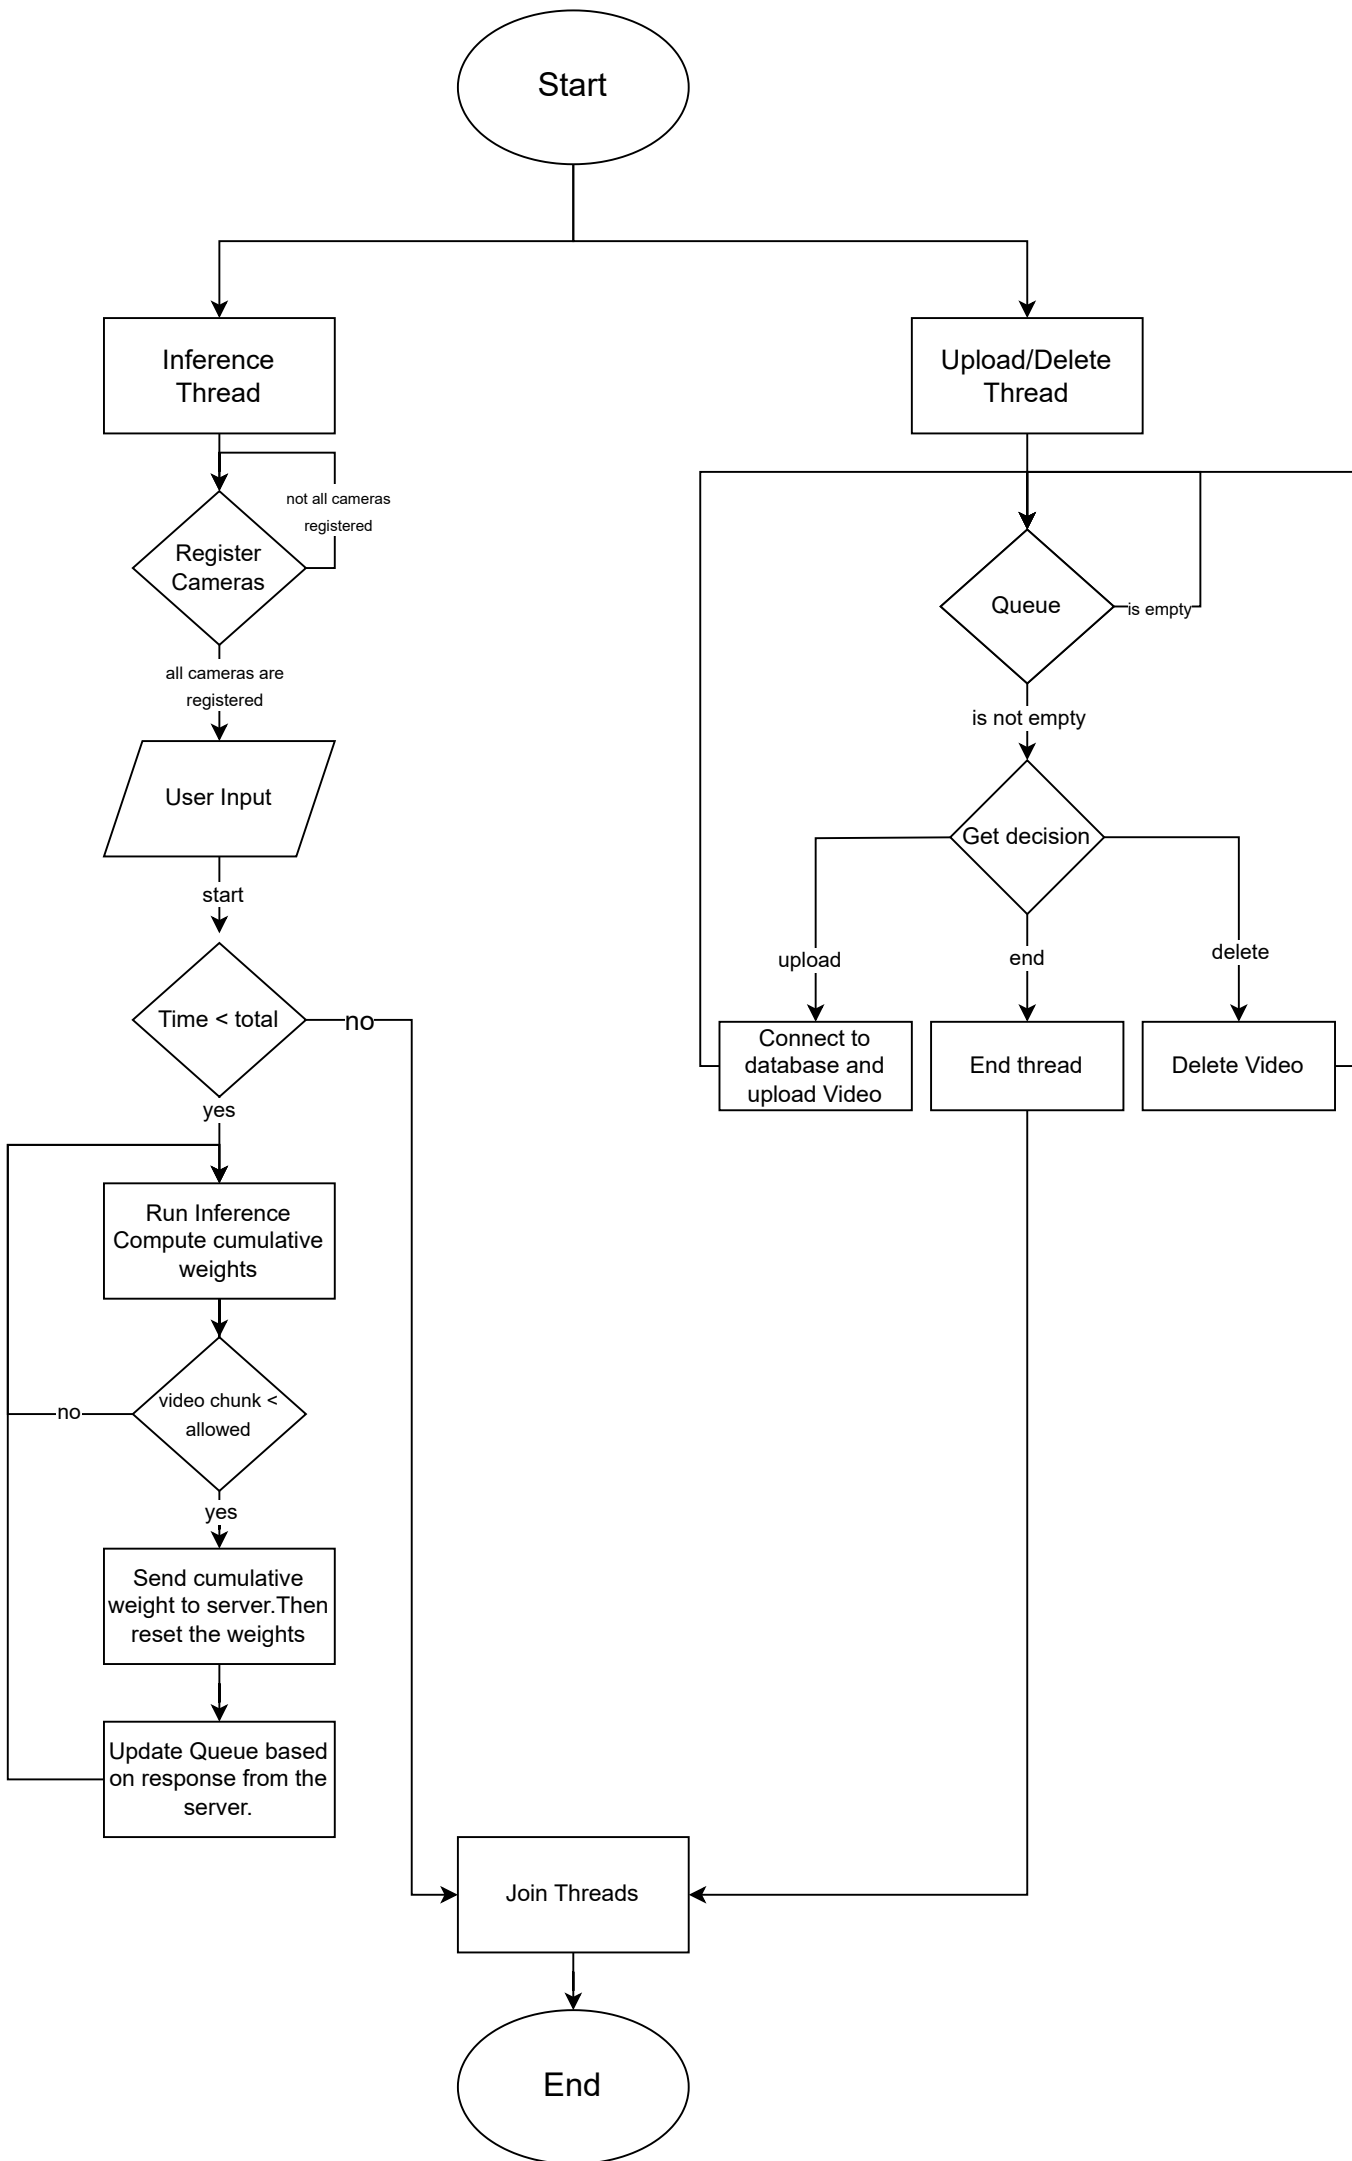 Start
Inference
Thread
not all cameras
registered
Register
Cameras
all cameras are
registered
User Input
start
Time < total
no
yes
Run Inference
Compute cumulative
weights
video chunk <
allowed
no
yes
Send cumulative
weight to server.Then
reset the weights
Update Queue based
on response from the
server.
Upload/Delete
Thread
Queue
is empty
is not empty
Get decision
upload
end
delete
Connect to
database and
upload Video
End thread
Delete Video
Join Threads
End